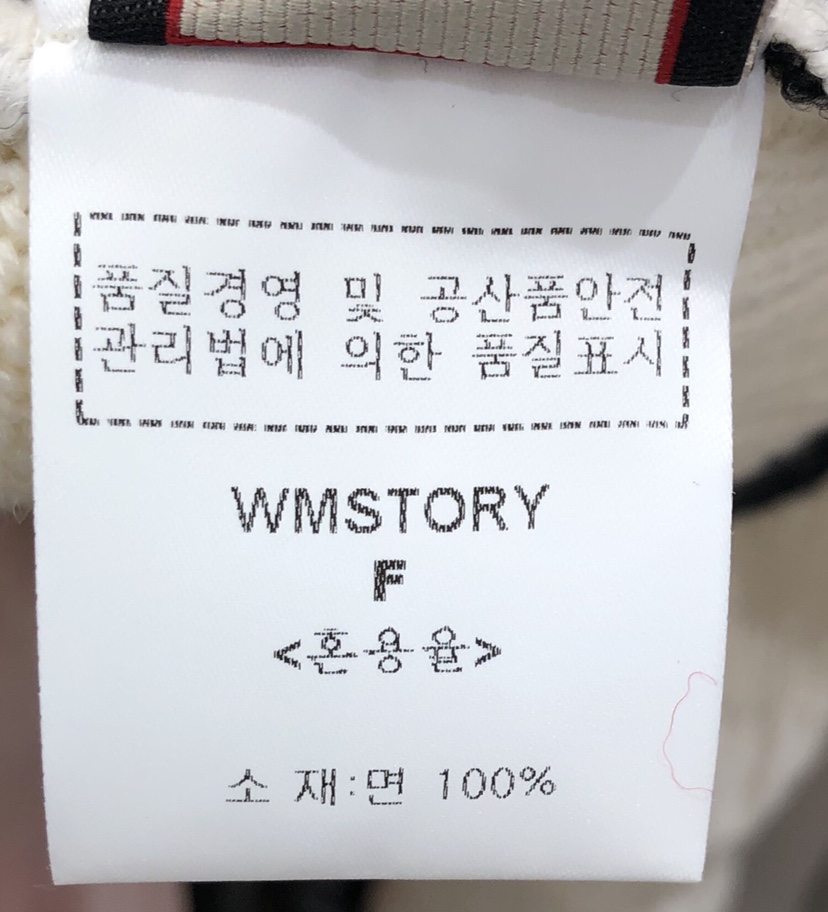 품질경영 및 공산품안전
관리법에 의한 품질표시
WMSTORY
F
<혼용율>
소 재:면 100%